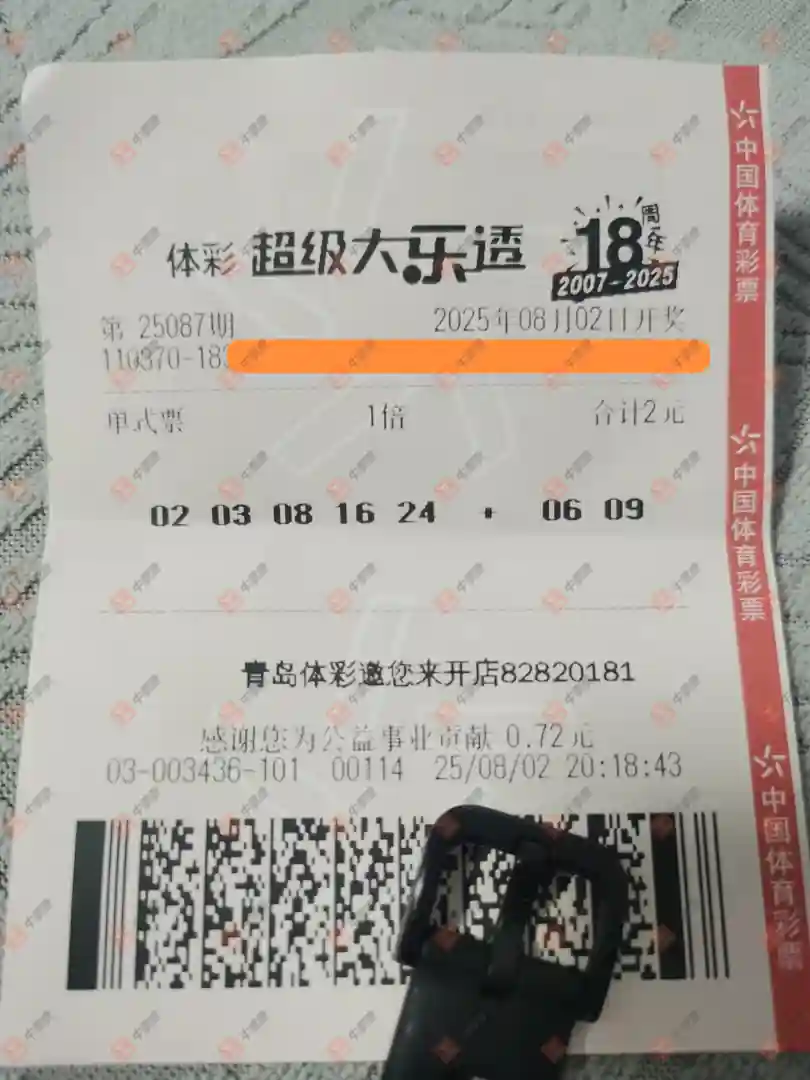 体彩 超级大乐透 18周年 2007-2025
第 25087期 2025年08月02日开奖
110370-18
单式票 1倍 合计2元
02 03 08 16 24 + 06 09
青岛体彩邀您来开店82820181
感谢您为公益事业贡献 0.72元
03-003436-101 00114 25/08/02 20:18:43
中国体育彩票
中国体育彩票
中国体育彩票